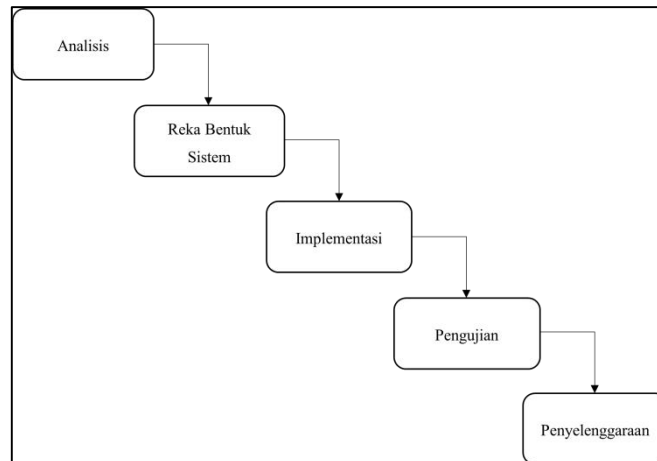 Analisis
Reka Bentuk
Sistem
Implementasi
Pengujian
Penyelenggaraan